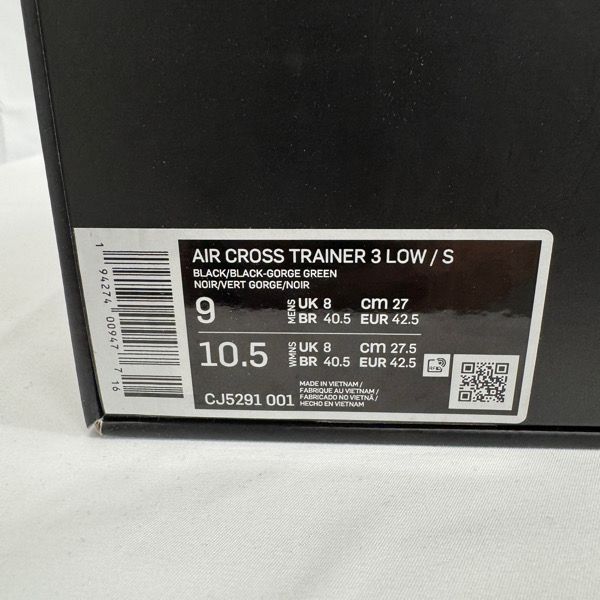 AIR CROSS TRAINER 3 LOW / S
BLACK/BLACK-GORGE GREEN
NOIR/VERT GORGE/NOIR
9 MENS UK 8 cm 27
BR 40.5 EUR 42.5
10.5 WMNS UK 8 cm 27.5
BR 40.5 EUR 42.5
CJ5291 001
MADE IN VIETNAM /
FABRIQUE AU VIETNAM /
FABRICADO NO VIETNÃ /
HECHO EN VIETNAM
1 94274 00947 7 16